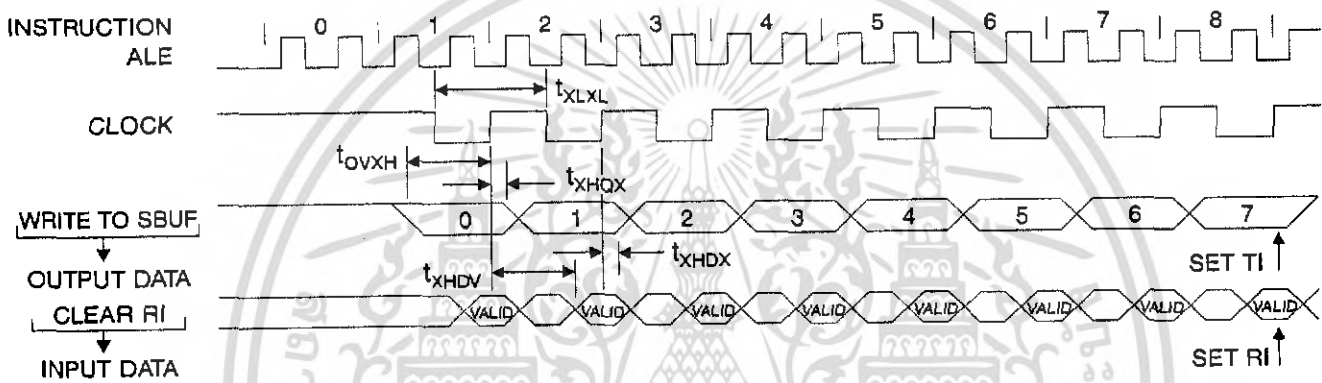 INSTRUCTION 0 1 2 3 4 5 6 7 8
ALE
tXLXL
CLOCK
tQVXH
tXHQX
WRITE TO SBUF 0 1 2 3 4 5 6 7
tXHDX
SET TI
OUTPUT DATA
tXHDV
CLEAR RI VALID VALID VALID VALID VALID VALID VALID VALID
SET RI
INPUT DATA